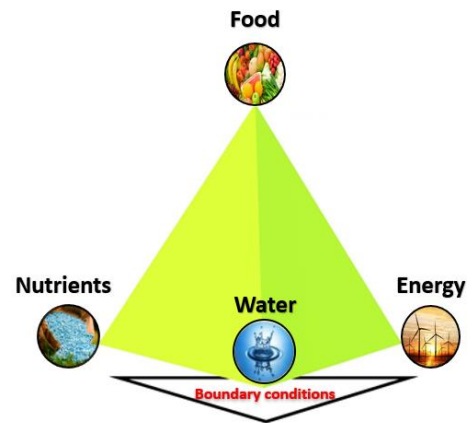 Food
Nutrients
Water
Energy
Boundary conditions